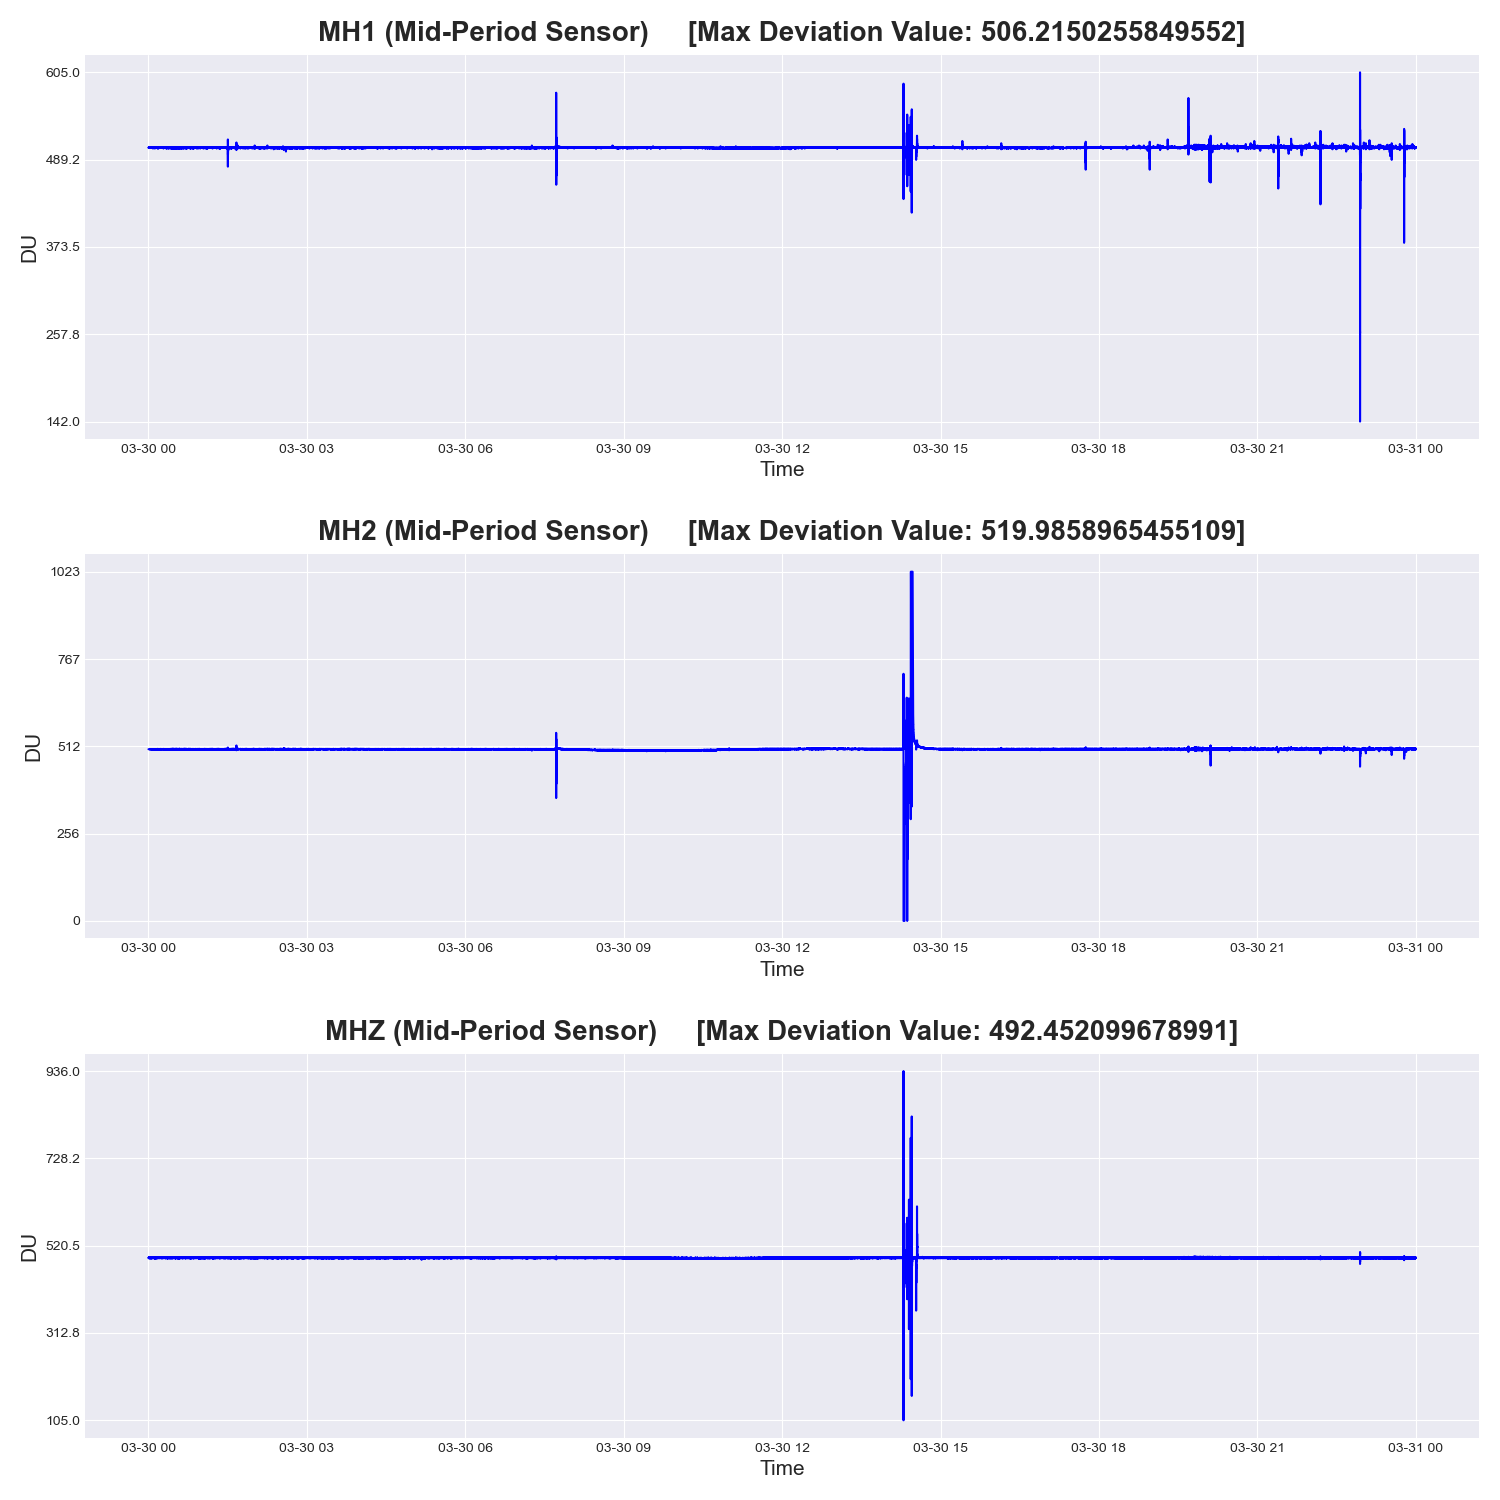 MH1 (Mid-Period Sensor) [Max Deviation Value: 506.2150255849552]
605.0
489.2
373.5
257.8
142.0
DU
03-30 00 03-30 03 03-30 06 03-30 09 03-30 12 03-30 15 03-30 18 03-30 21 03-31 00
Time
MH2 (Mid-Period Sensor) [Max Deviation Value: 519.9858965455109]
1023
767
512
256
0
DU
03-30 00 03-30 03 03-30 06 03-30 09 03-30 12 03-30 15 03-30 18 03-30 21 03-31 00
Time
MHZ (Mid-Period Sensor) [Max Deviation Value: 492.452099678991]
936.0
728.2
520.5
312.8
105.0
DU
03-30 00 03-30 03 03-30 06 03-30 09 03-30 12 03-30 15 03-30 18 03-30 21 03-31 00
Time